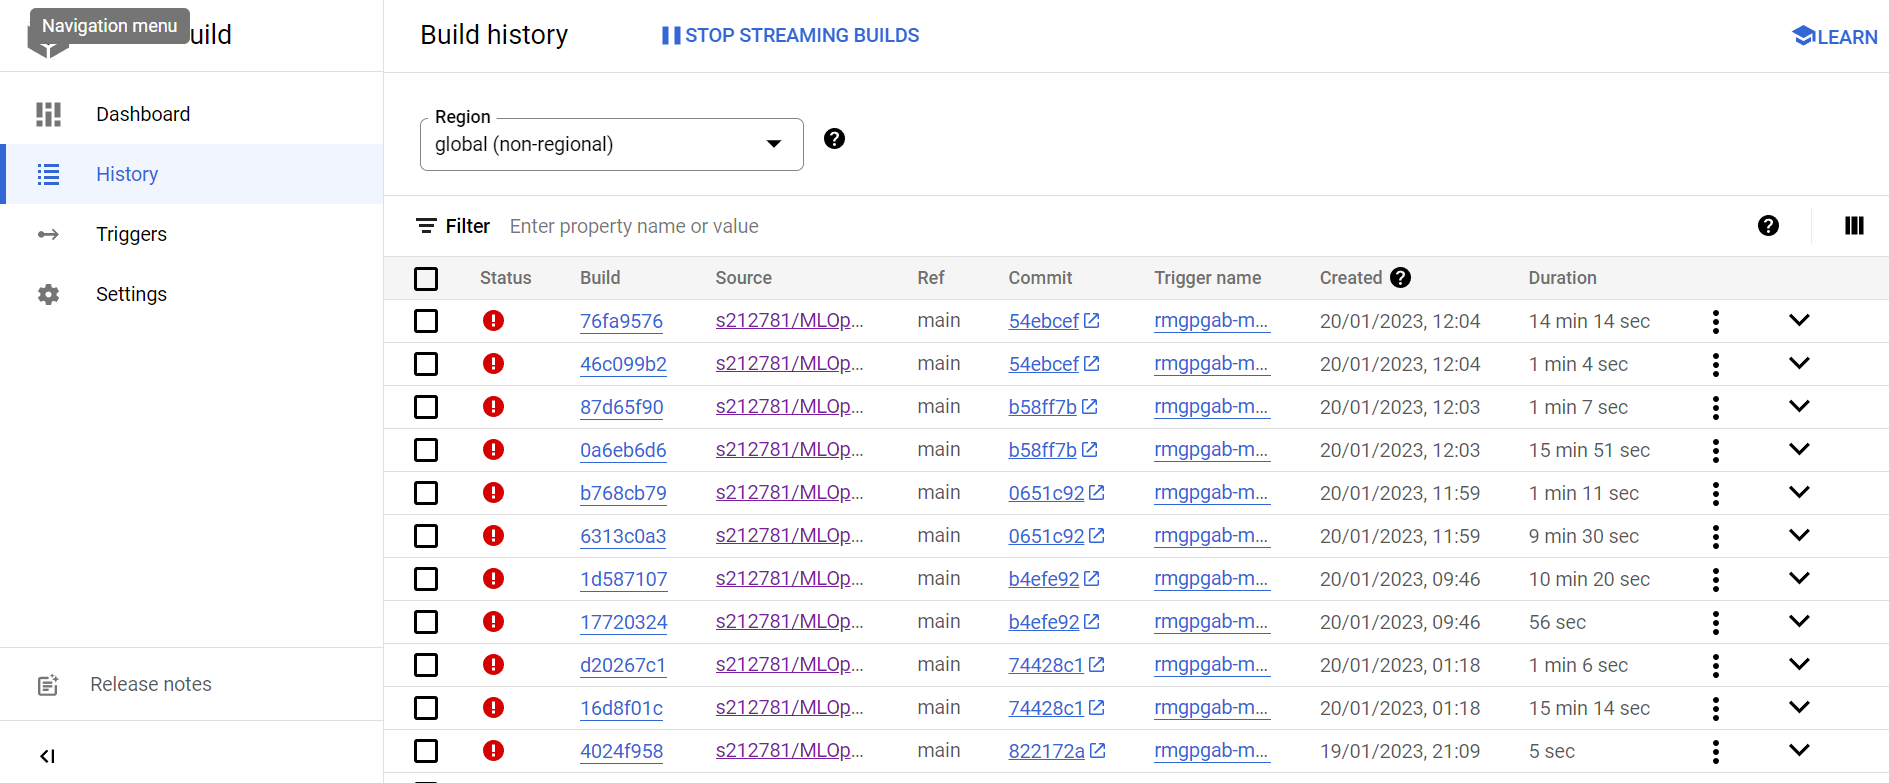 Navigation menu
uild
Dashboard
History
Triggers
Settings
Release notes
Build history
STOP STREAMING BUILDS
LEARN
Region
global (non-regional)
Filter Enter property name or value
Status Build Source Ref Commit Trigger name Created Duration
76fa9576 s212781/MLOp... main 54ebcef rmgpgab-m... 20/01/2023, 12:04 14 min 14 sec
46c099b2 s212781/MLOp... main 54ebcef rmgpgab-m... 20/01/2023, 12:04 1 min 4 sec
87d65f90 s212781/MLOp... main b58ff7b rmgpgab-m... 20/01/2023, 12:03 1 min 7 sec
0a6eb6d6 s212781/MLOp... main b58ff7b rmgpgab-m... 20/01/2023, 12:03 15 min 51 sec
b768cb79 s212781/MLOp... main 0651c92 rmgpgab-m... 20/01/2023, 11:59 1 min 11 sec
6313c0a3 s212781/MLOp... main 0651c92 rmgpgab-m... 20/01/2023, 11:59 9 min 30 sec
1d587107 s212781/MLOp... main b4efe92 rmgpgab-m... 20/01/2023, 09:46 10 min 20 sec
17720324 s212781/MLOp... main b4efe92 rmgpgab-m... 20/01/2023, 09:46 56 sec
d20267c1 s212781/MLOp... main 74428c1 rmgpgab-m... 20/01/2023, 01:18 1 min 6 sec
16d8f01c s212781/MLOp... main 74428c1 rmgpgab-m... 20/01/2023, 01:18 15 min 14 sec
4024f958 s212781/MLOp... main 822172a rmgpgab-m... 19/01/2023, 21:09 5 sec